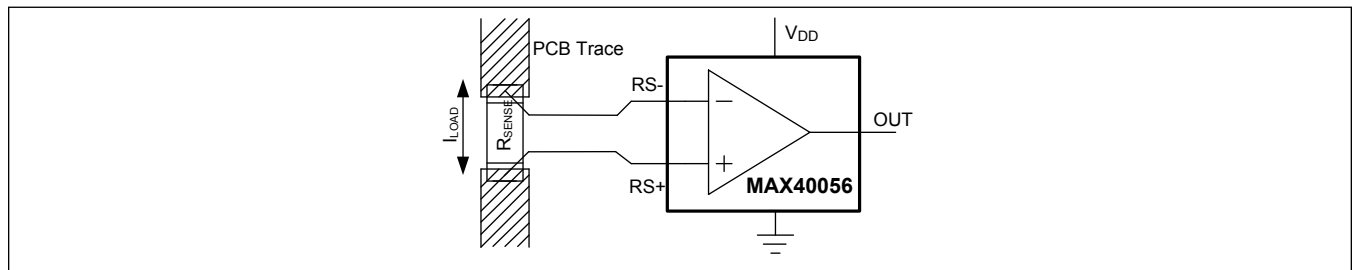 V_DD
PCB Trace
RS-
I_LOAD
R_SENSE
−
OUT
+
RS+
MAX40056